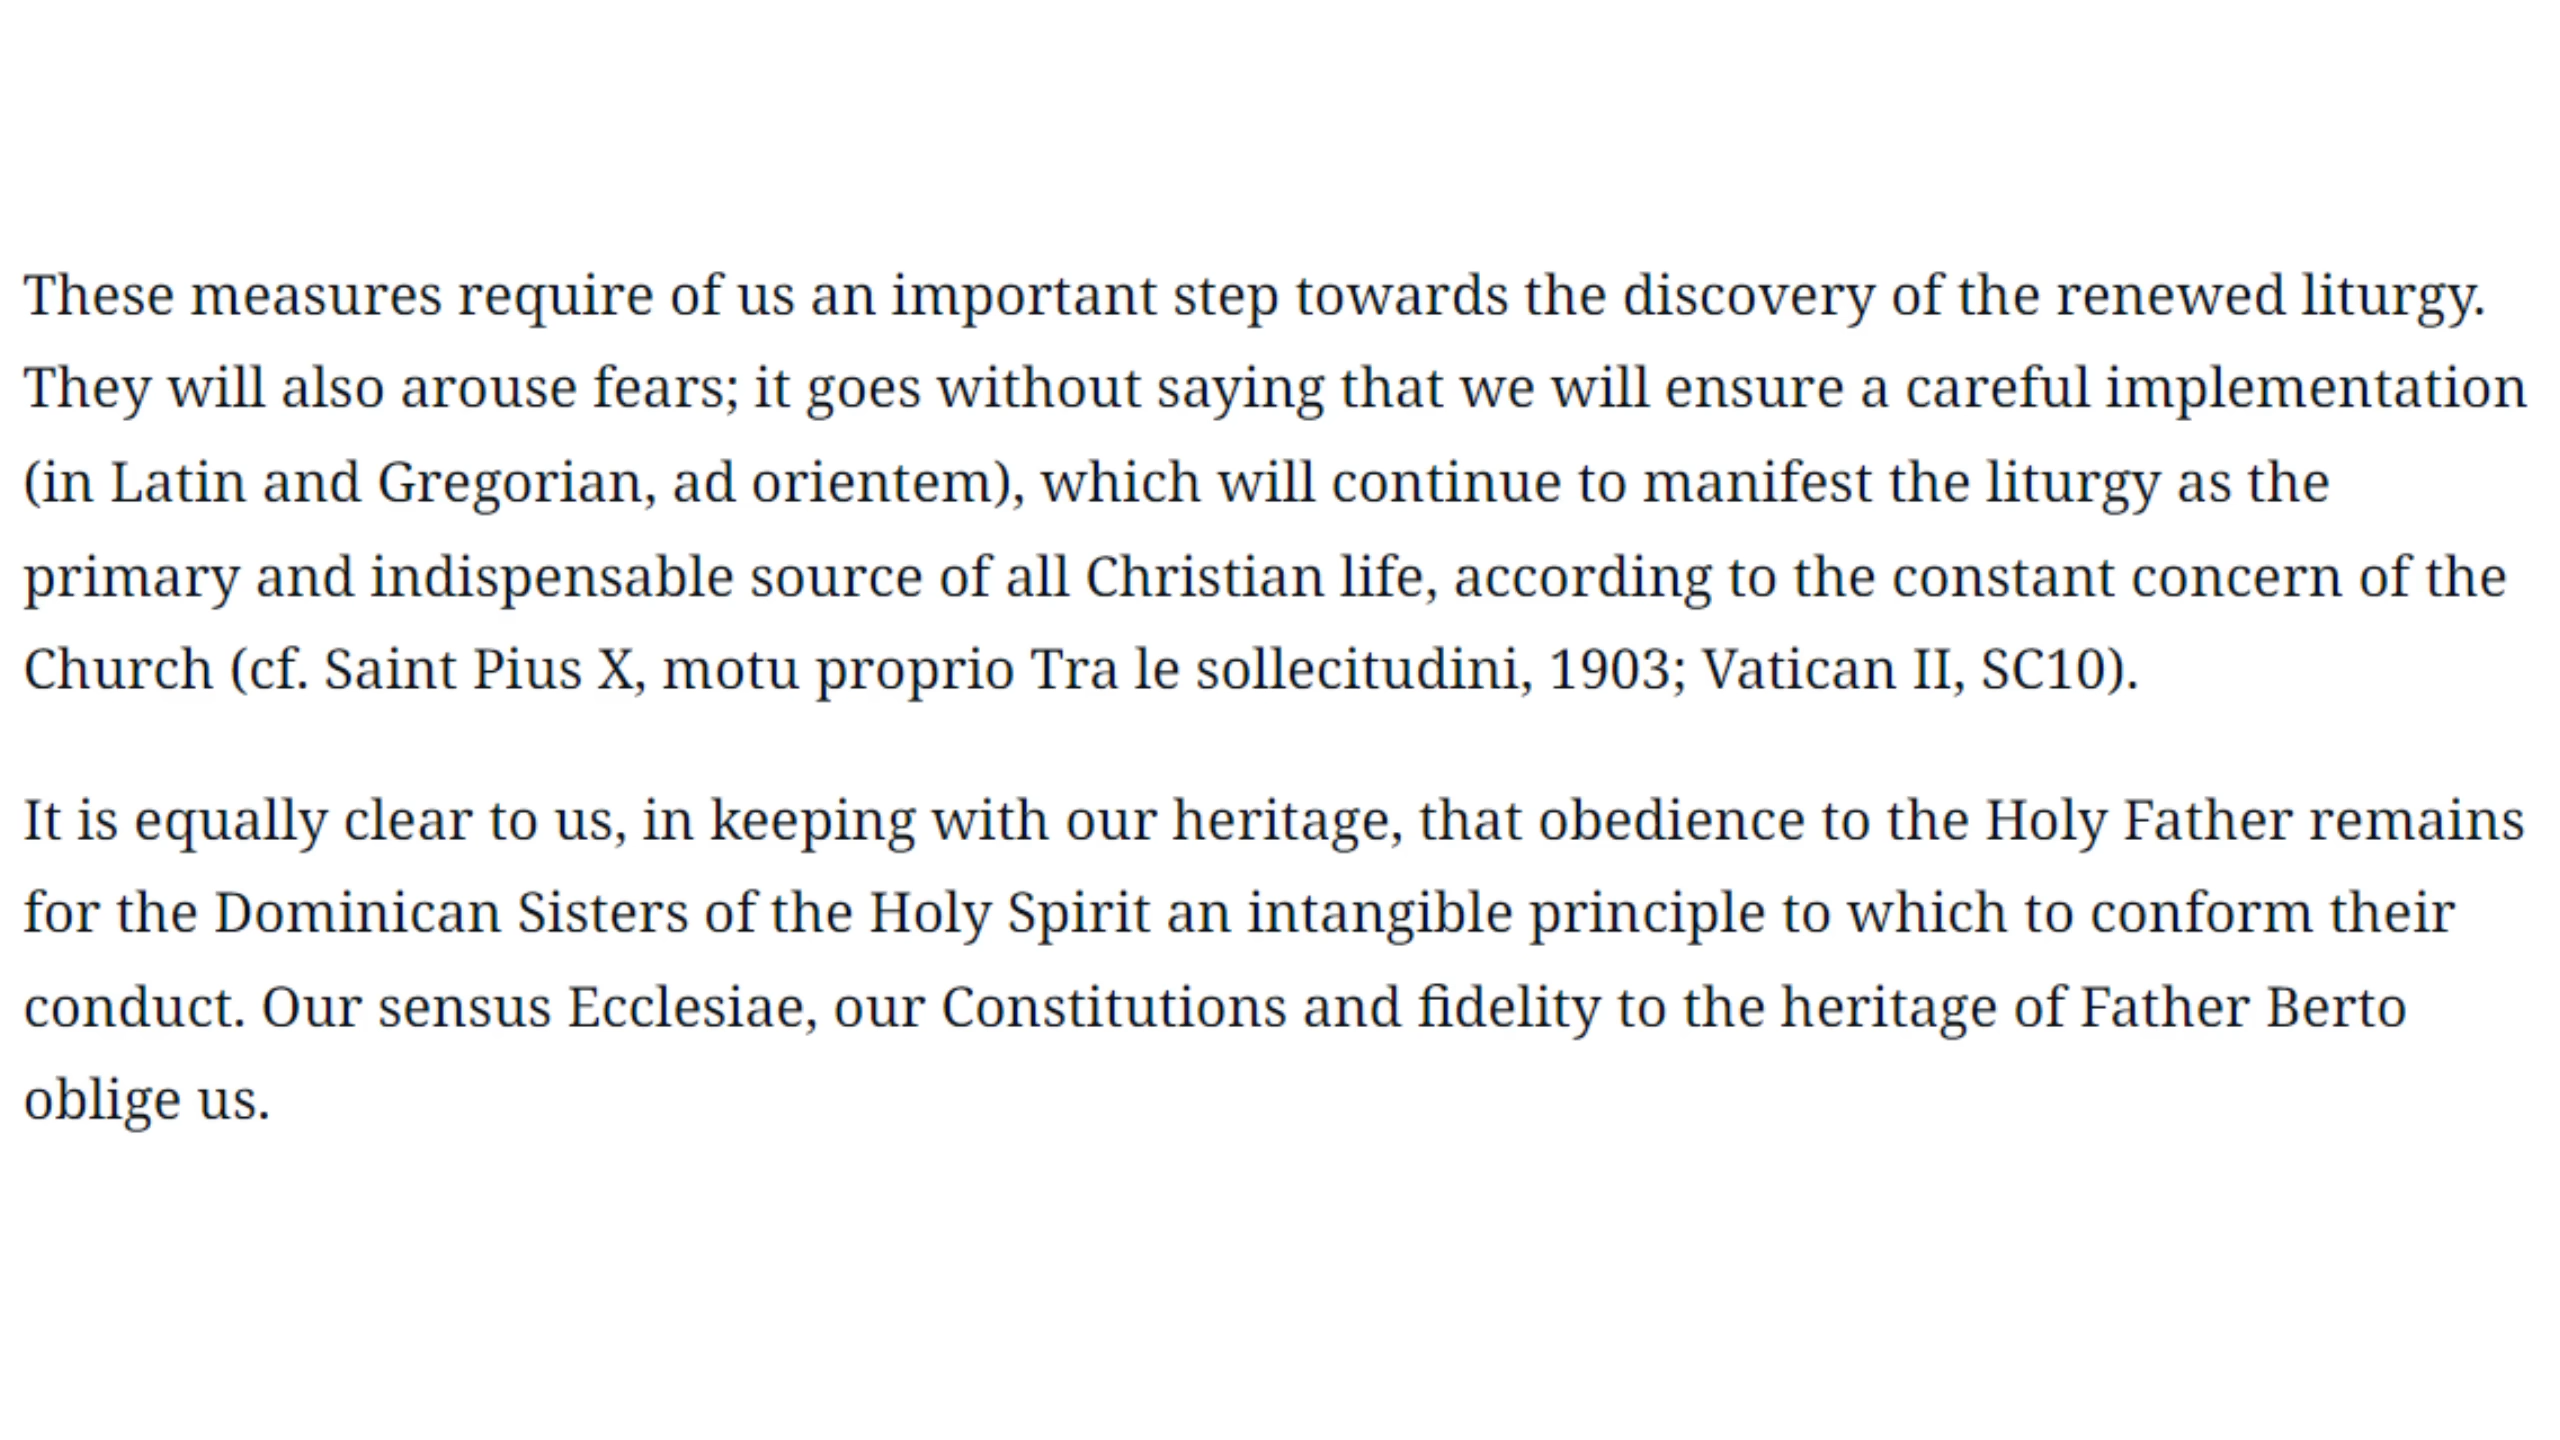 These measures require of us an important step towards the discovery of the renewed liturgy.
They will also arouse fears; it goes without saying that we will ensure a careful implementation
(in Latin and Gregorian, ad orientem), which will continue to manifest the liturgy as the
primary and indispensable source of all Christian life, according to the constant concern of the
Church (cf. Saint Pius X, motu proprio Tra le sollecitudini, 1903; Vatican II, SC10).
It is equally clear to us, in keeping with our heritage, that obedience to the Holy Father remains
for the Dominican Sisters of the Holy Spirit an intangible principle to which to conform their
conduct. Our sensus Ecclesiae, our Constitutions and fidelity to the heritage of Father Berto
oblige us.